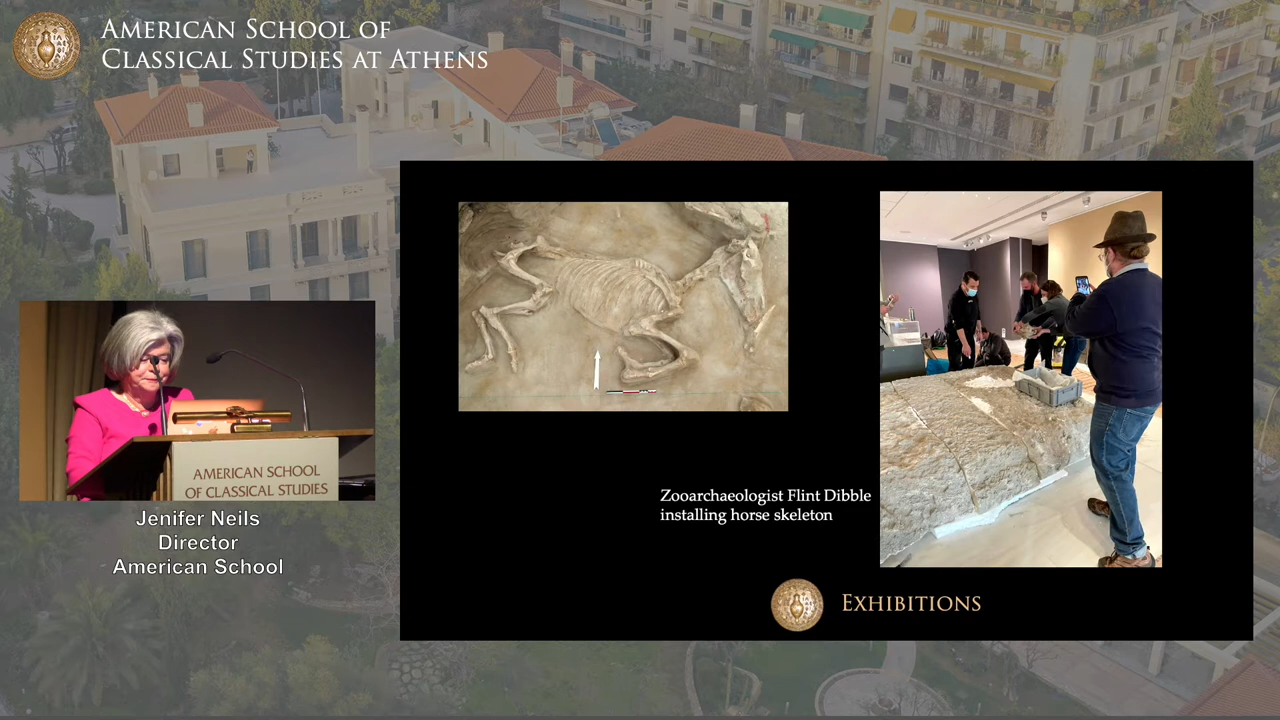 AMERICAN SCHOOL OF
CLASSICAL STUDIES AT ATHENS
AMERICAN SCHOOL
OF CLASSICAL STUDIES
Jenifer Neils
Director
American School
Zooarchaeologist Flint Dibble
installing horse skeleton
EXHIBITIONS